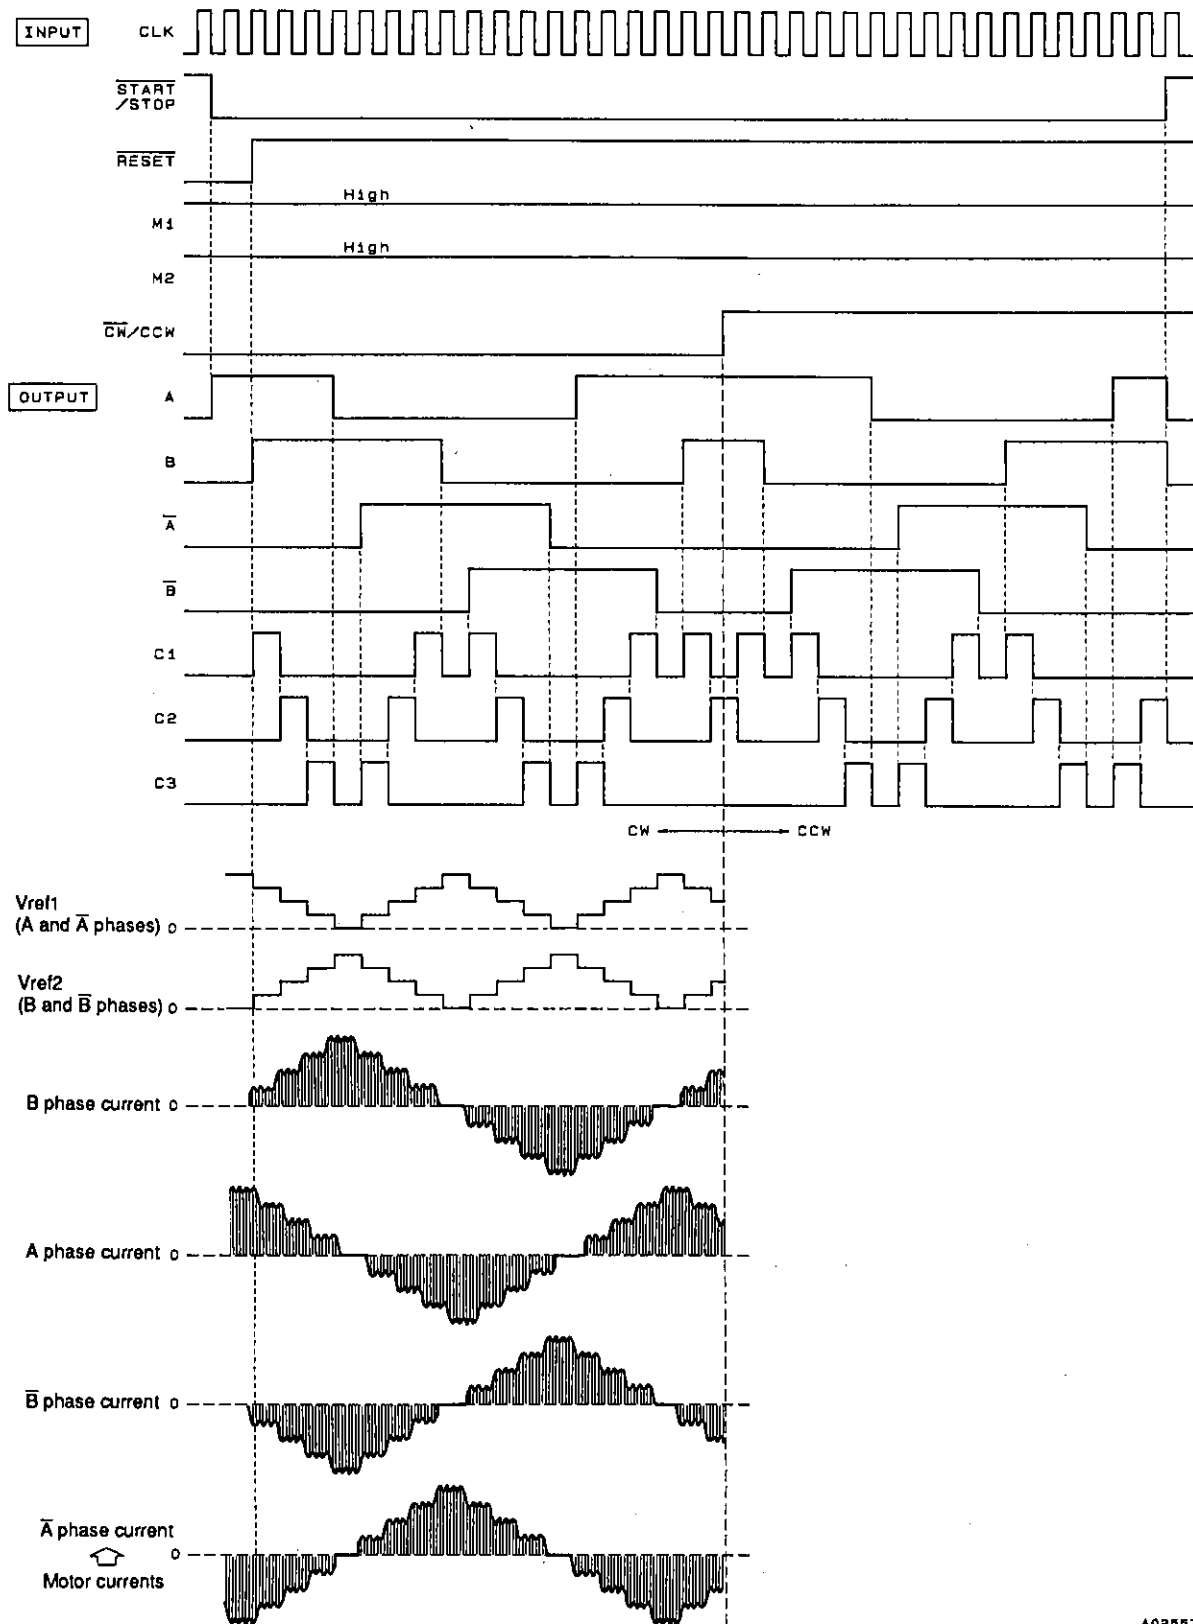 INPUT CLK
START
/STOP
RESET
High
M1
High
M2
CW/CCW
OUTPUT A
B
A
B
C1
C2
C3
CW CCW
Vref1
(A and A phases) 0
Vref2
(B and B phases) 0
B phase current 0
A phase current 0
B phase current 0
A phase current
0
Motor currents